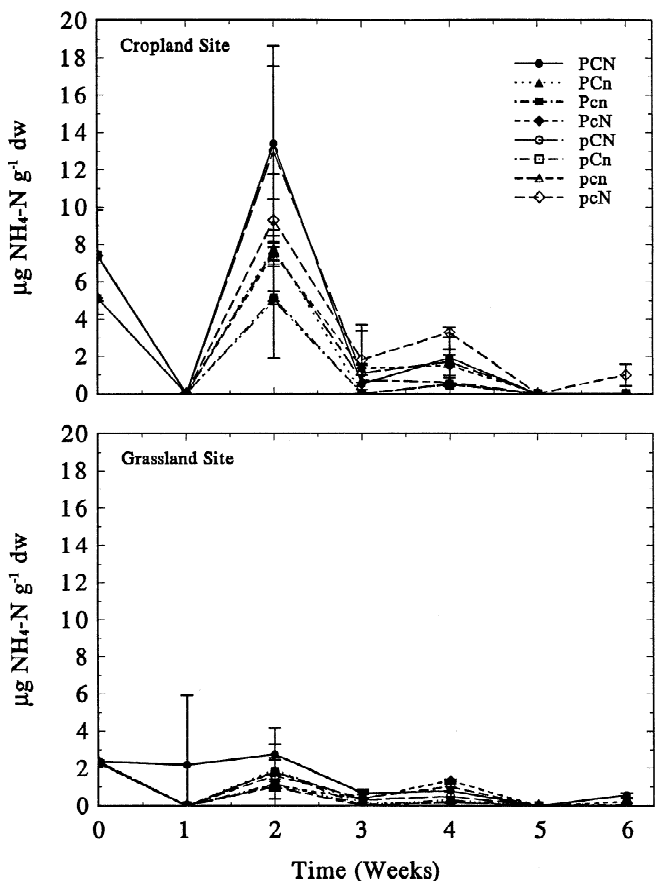 20
18
16
14
12
10
8
6
4
2
0
µg NH₄-N g⁻¹ dw
Cropland Site
PCN
PCn
Pcn
PcN
pCN
pCn
pcn
pcN
20
18
16
14
12
10
8
6
4
2
0
µg NH₄-N g⁻¹ dw
Grassland Site
0 1 2 3 4 5 6
Time (Weeks)